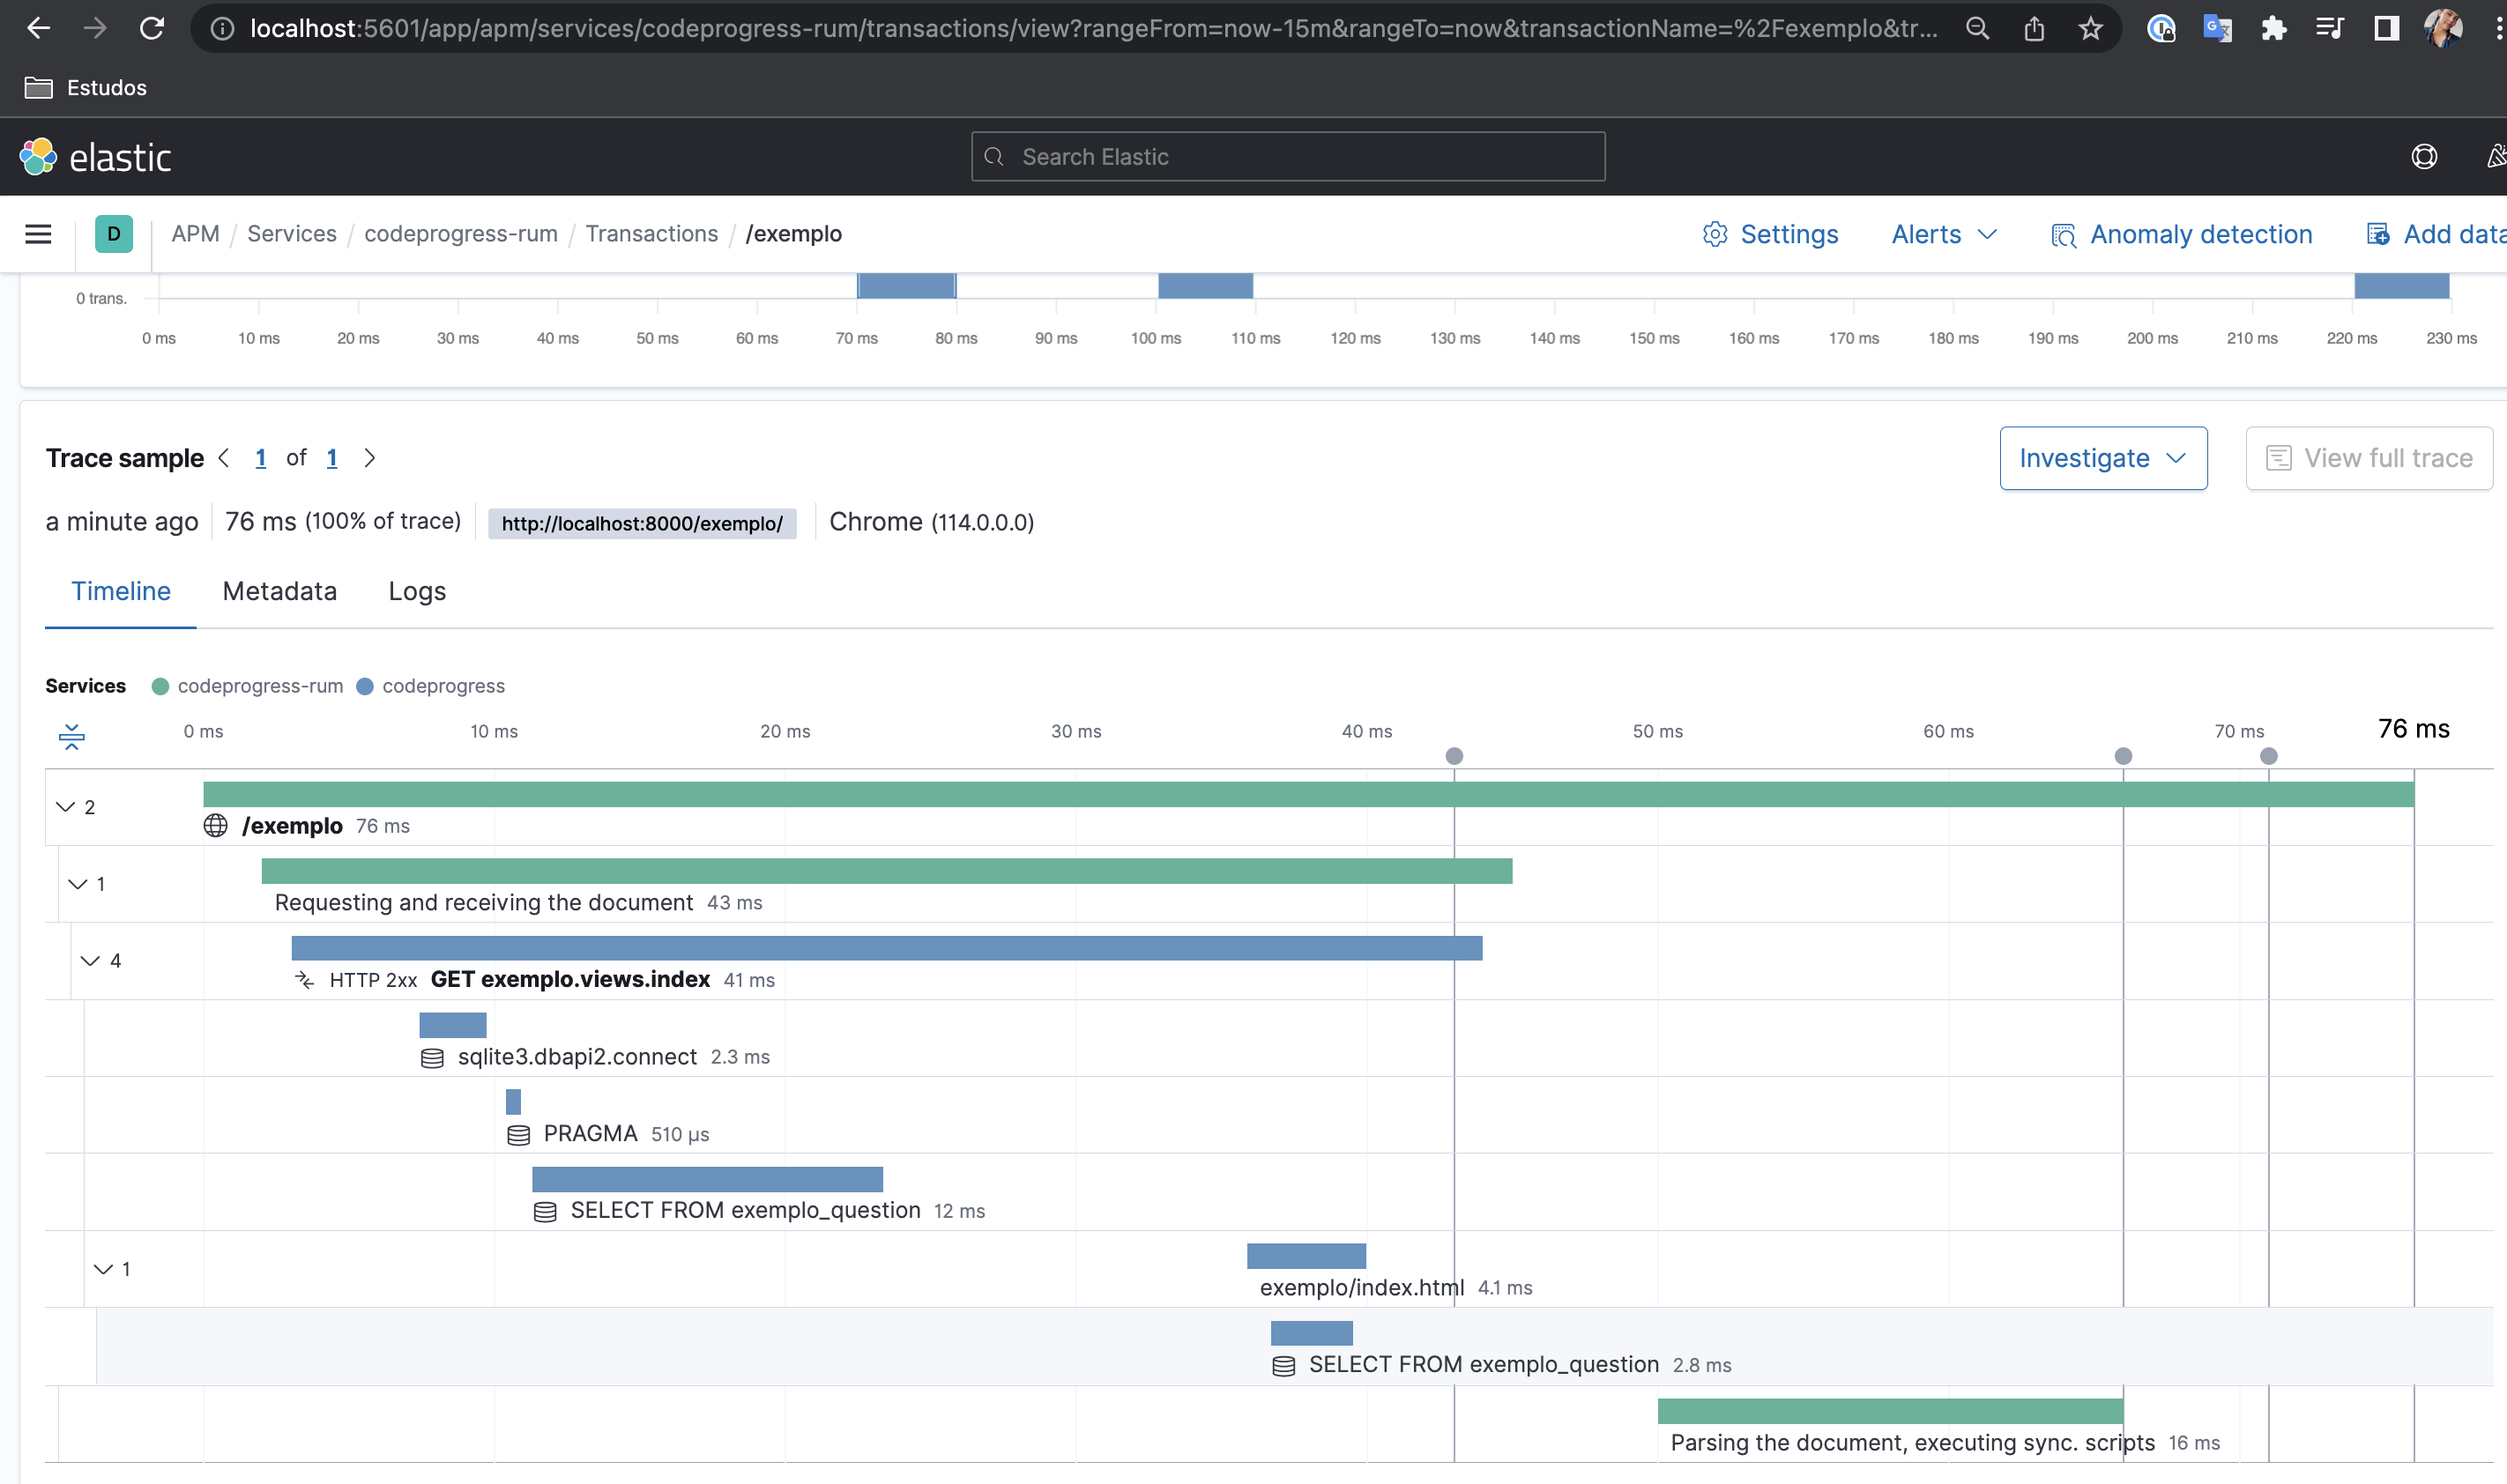 localhost:5601/app/apm/services/codeprogress-rum/transactions/view?rangeFrom=now-15m&rangeTo=now&transactionName=%2Fexemplo&tr...
Estudos
elastic
Search Elastic
D APM / Services / codeprogress-rum / Transactions / /exemplo
Settings Alerts Anomaly detection Add data
0 trans.
0 ms 10 ms 20 ms 30 ms 40 ms 50 ms 60 ms 70 ms 80 ms 90 ms 100 ms 110 ms 120 ms 130 ms 140 ms 150 ms 160 ms 170 ms 180 ms 190 ms 200 ms 210 ms 220 ms 230 ms
Trace sample 1 of 1
Investigate View full trace
a minute ago 76 ms (100% of trace) http://localhost:8000/exemplo/ Chrome (114.0.0.0)
Timeline Metadata Logs
Services codeprogress-rum codeprogress
0 ms 10 ms 20 ms 30 ms 40 ms 50 ms 60 ms 70 ms 76 ms
2
/exemplo 76 ms
1
Requesting and receiving the document 43 ms
4
HTTP 2xx GET exemplo.views.index 41 ms
sqlite3.dbapi2.connect 2.3 ms
PRAGMA 510 µs
SELECT FROM exemplo_question 12 ms
1
exemplo/index.html 4.1 ms
SELECT FROM exemplo_question 2.8 ms
Parsing the document, executing sync. scripts 16 ms